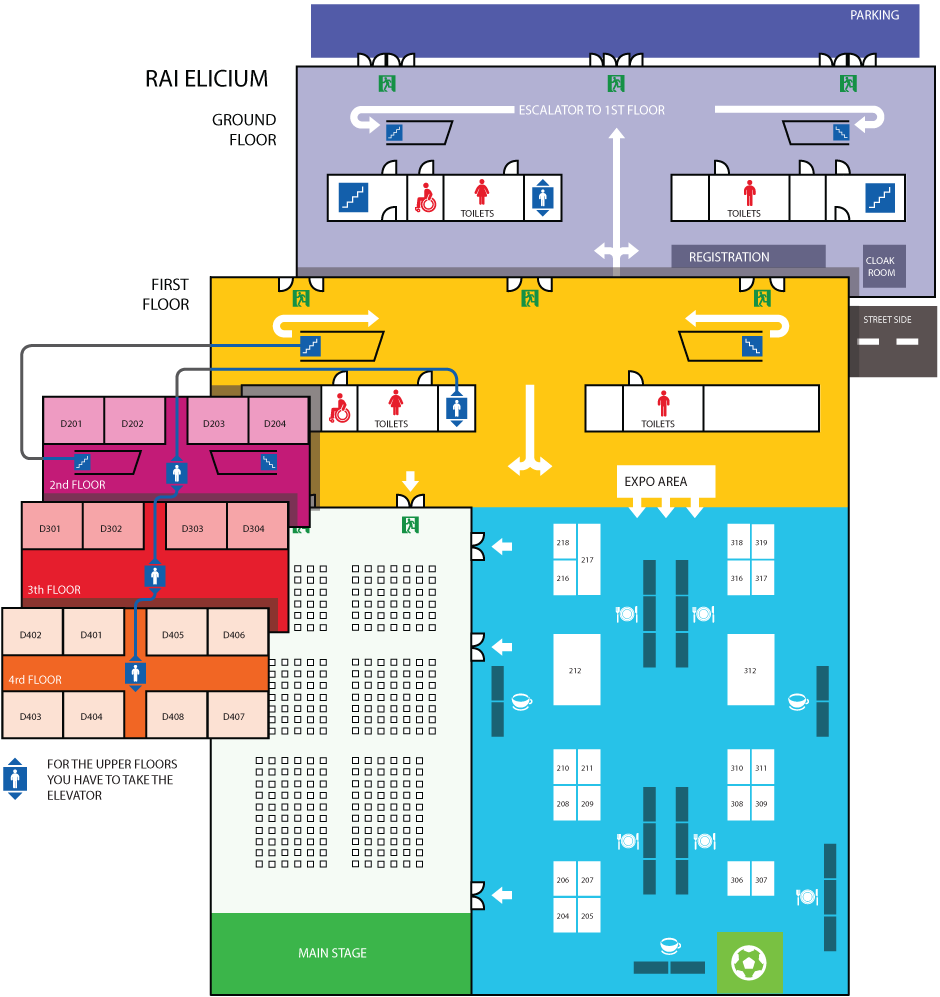 PARKING
RAI ELICIUM
GROUND
FLOOR
ESCALATOR TO 1ST FLOOR
TOILETS
TOILETS
REGISTRATION
CLOAK
ROOM
FIRST
FLOOR
STREET SIDE
TOILETS
TOILETS
D201 D202 D203 D204
2nd FLOOR
EXPO AREA
D301 D302 D303 D304
3th FLOOR
D402 D401 D405 D406
4rd FLOOR
D403 D404 D408 D407
FOR THE UPPER FLOORS
YOU HAVE TO TAKE THE
ELEVATOR
218
217
216
318 319
316 317
212
312
210 211
208 209
310 311
308 309
206 207
204 205
306 307
MAIN STAGE